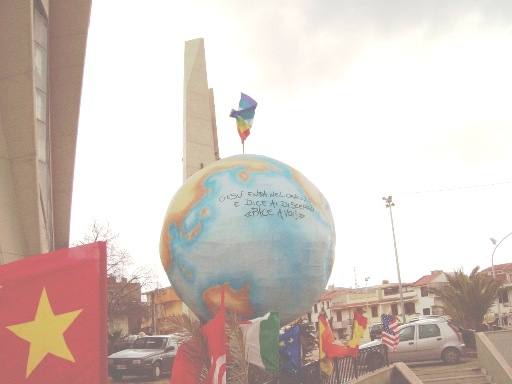 GESU' ENTRA NEL CENACOLO
E DICE AI DISCEPOLI
«PACE A VOI!»